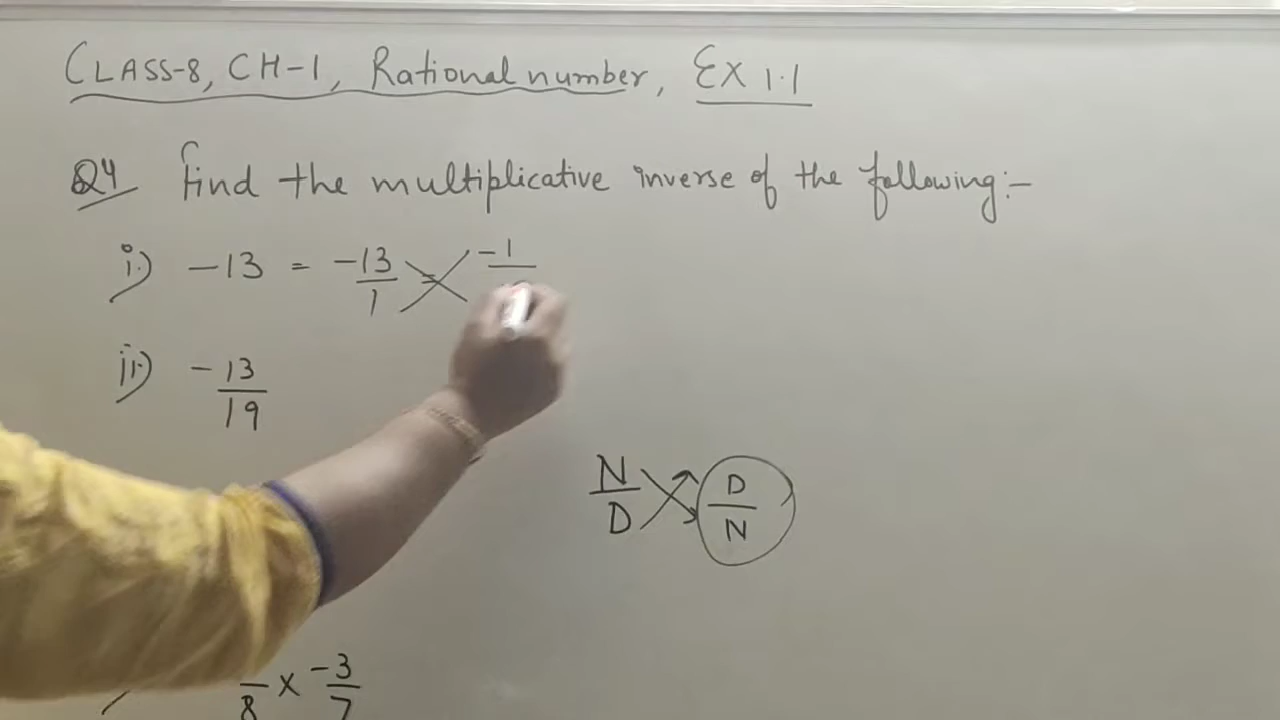 CLASS-8, CH-1, Rational number, EX 1.1
Q4 Find the multiplicative inverse of the following:-
i.) -13 = -13/1 = -1
ii.) -13/19
N/D D/N
8 × -3/7